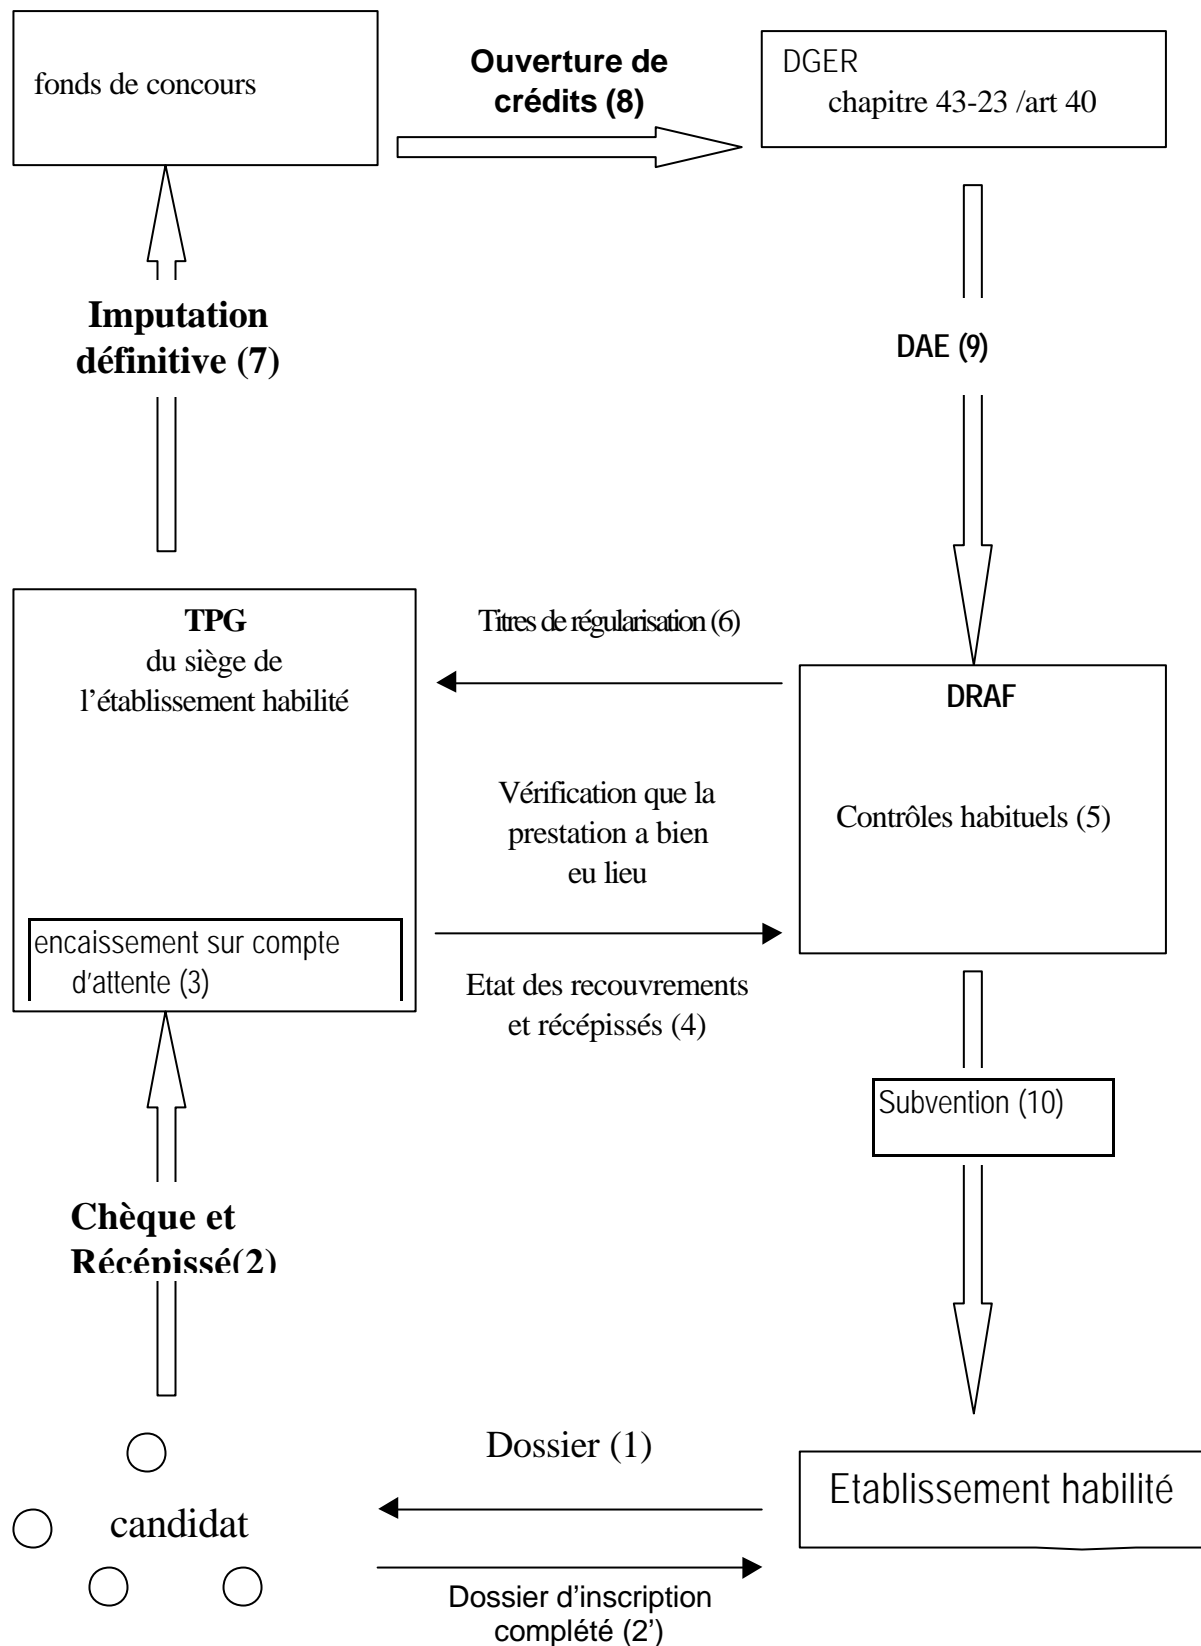 fonds de concours
Ouverture de
crédits (8)
DGER
chapitre 43-23 /art 40
Imputation
définitive (7)
DAE (9)
TPG
du siège de
l'établissement habilité
Titres de régularisation (6)
DRAF
Vérification que la
prestation a bien
eu lieu
Contrôles habituels (5)
encaissement sur compte
d'attente (3)
Etat des recouvrements
et récépissés (4)
Subvention (10)
Chèque et
Récépissé(2)
Dossier (1)
Etablissement habilité
candidat
Dossier d'inscription
complété (2')